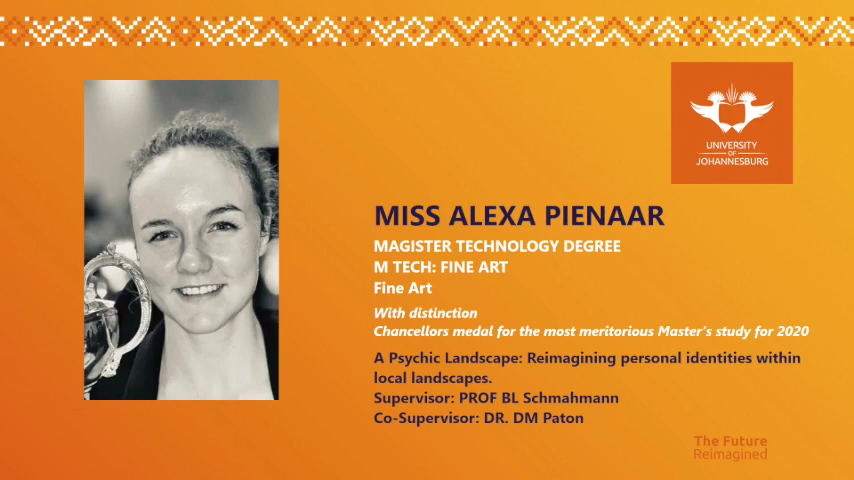 UNIVERSITY
OF
JOHANNESBURG
MISS ALEXA PIENAAR
MAGISTER TECHNOLOGY DEGREE
M TECH: FINE ART
Fine Art
With distinction
Chancellors medal for the most meritorious Master's study for 2020
A Psychic Landscape: Reimagining personal identities within
local landscapes.
Supervisor: PROF BL Schmahmann
Co-Supervisor: DR. DM Paton
The Future
Reimagined